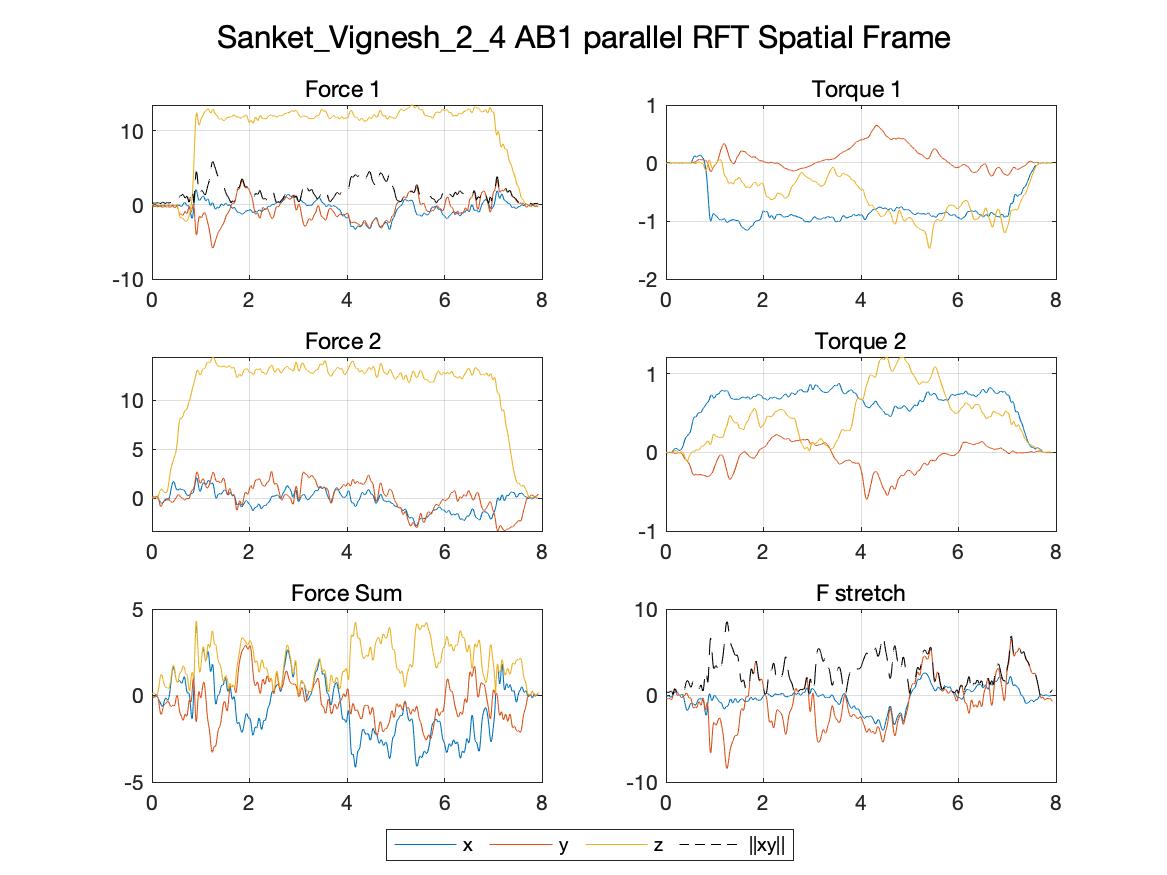 Sanket_Vignesh_2_4 AB1 parallel RFT Spatial Frame
Force 1
10
0
-10
0 2 4 6 8
Torque 1
1
0
-1
-2
0 2 4 6 8
Force 2
10
5
0
0 2 4 6 8
Torque 2
1
0
-1
0 2 4 6 8
Force Sum
5
0
-5
0 2 4 6 8
F stretch
10
0
-10
0 2 4 6 8
x y z ||xy||